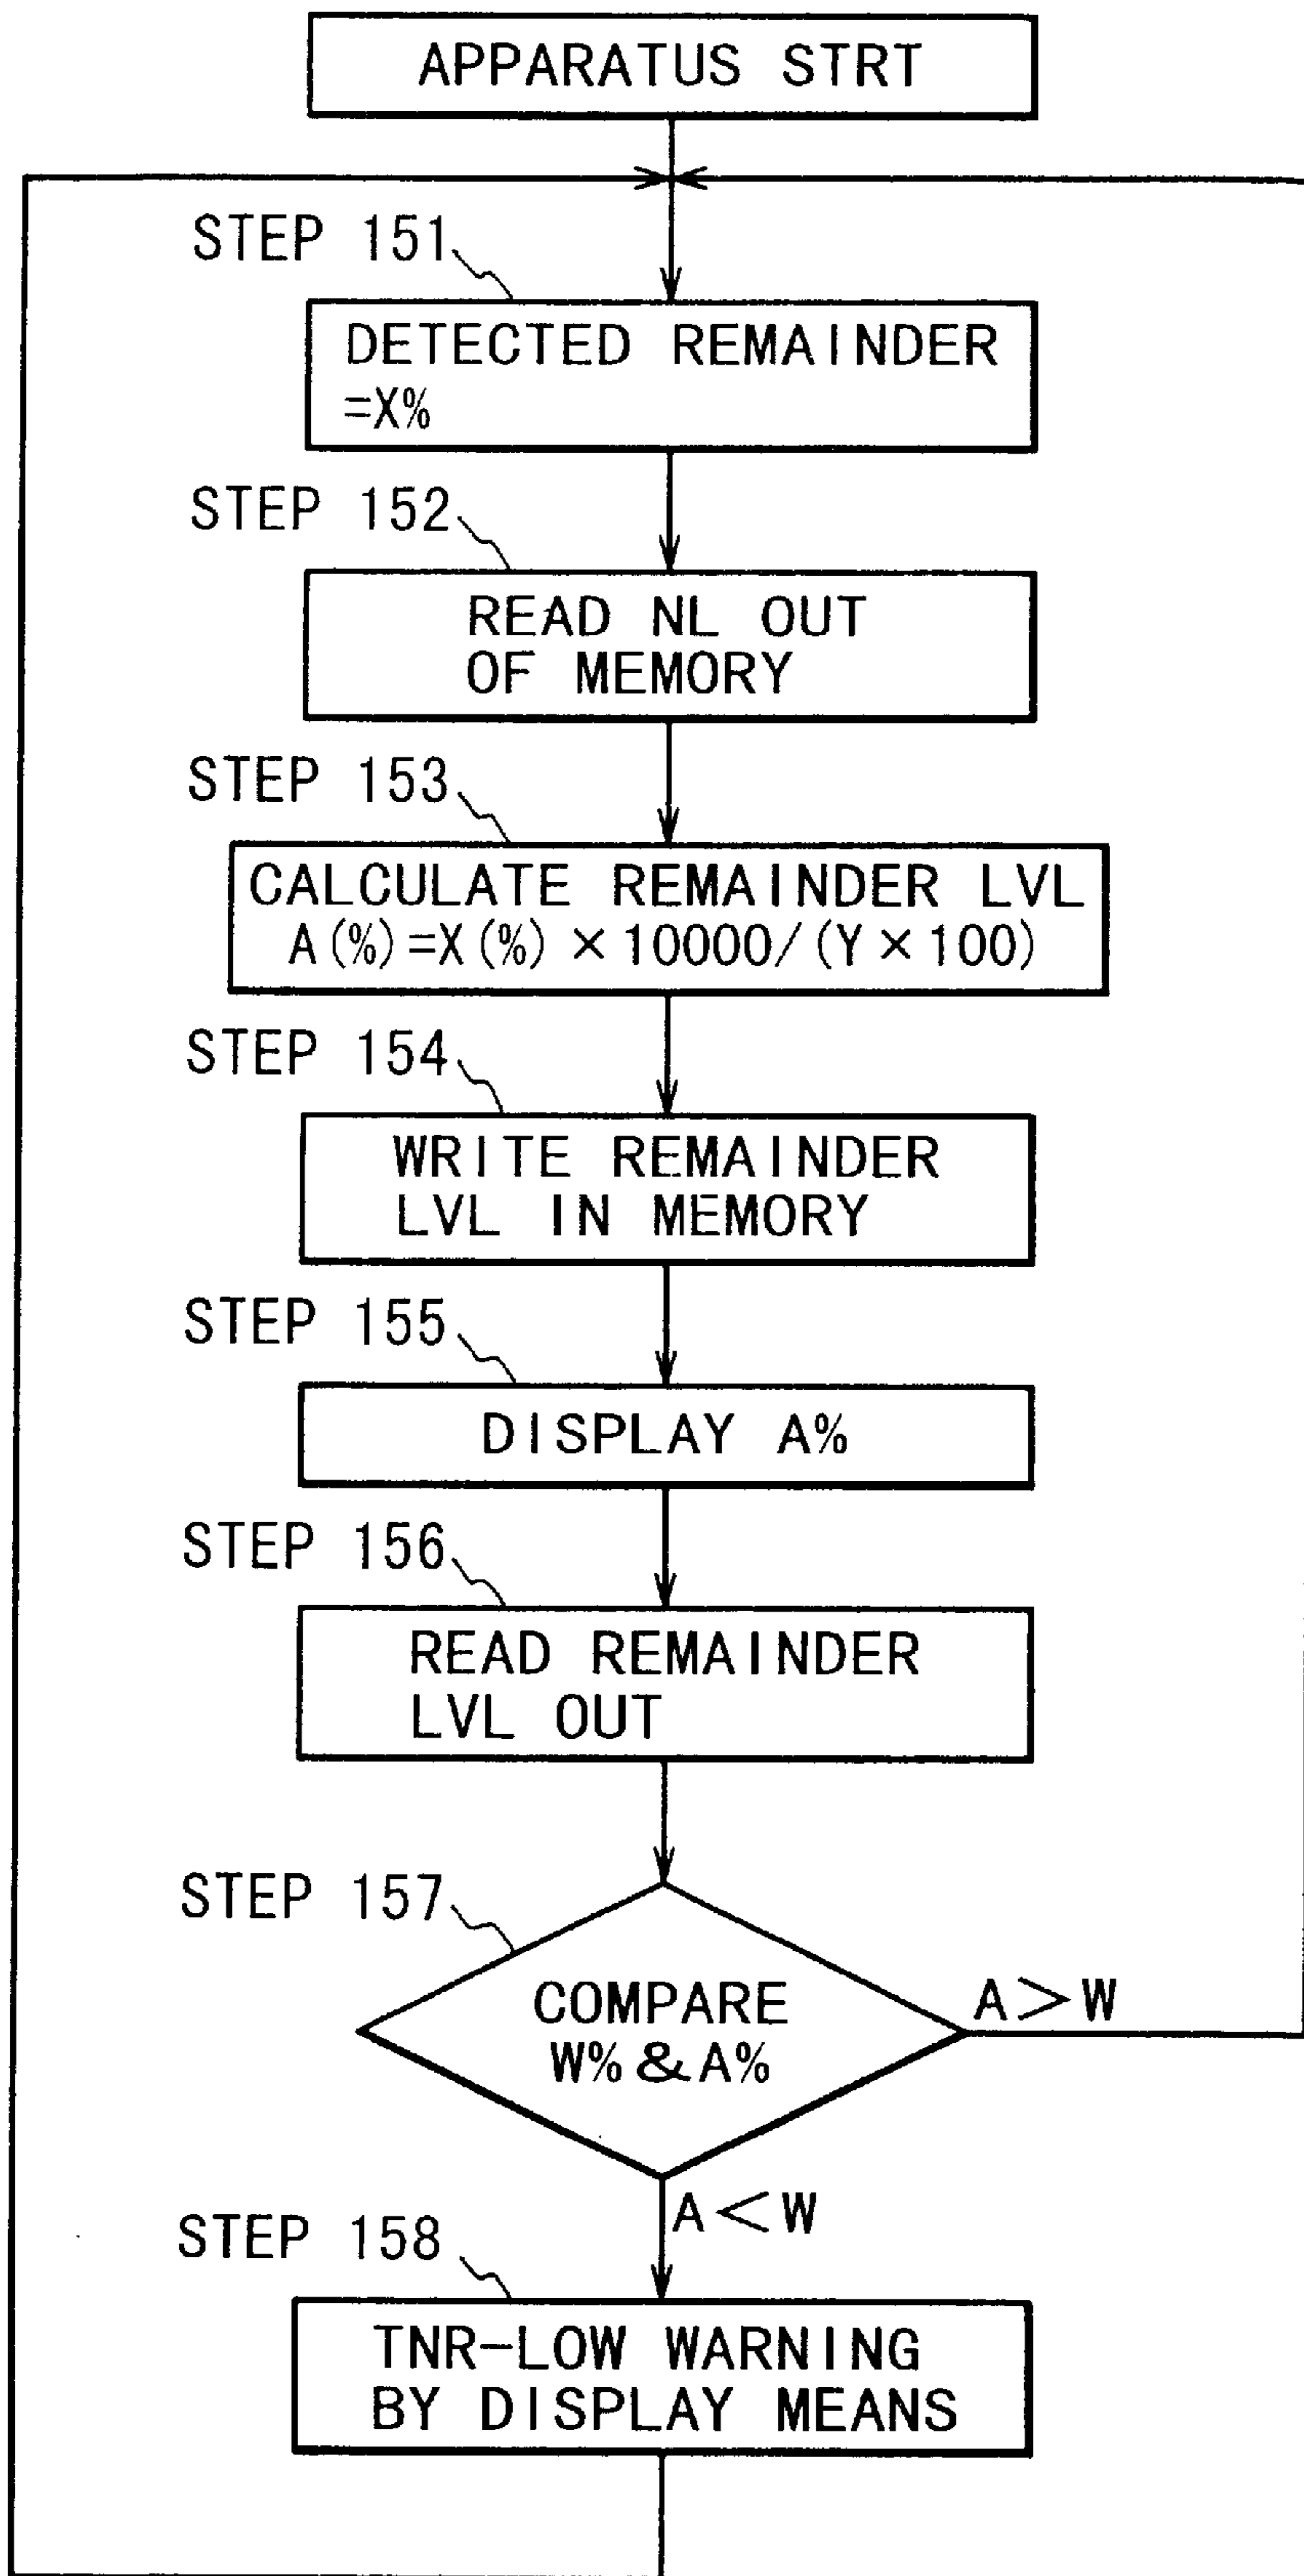 APPARATUS STRT
STEP 151
DETECTED REMAINDER
=X%
STEP 152
READ NL OUT
OF MEMORY
STEP 153
CALCULATE REMAINDER LVL
A(%)=X(%)×10000/(Y×100)
STEP 154
WRITE REMAINDER
LVL IN MEMORY
STEP 155
DISPLAY A%
STEP 156
READ REMAINDER
LVL OUT
STEP 157
COMPARE
W%&A%
A>W
A<W
STEP 158
TNR-LOW WARNING
BY DISPLAY MEANS